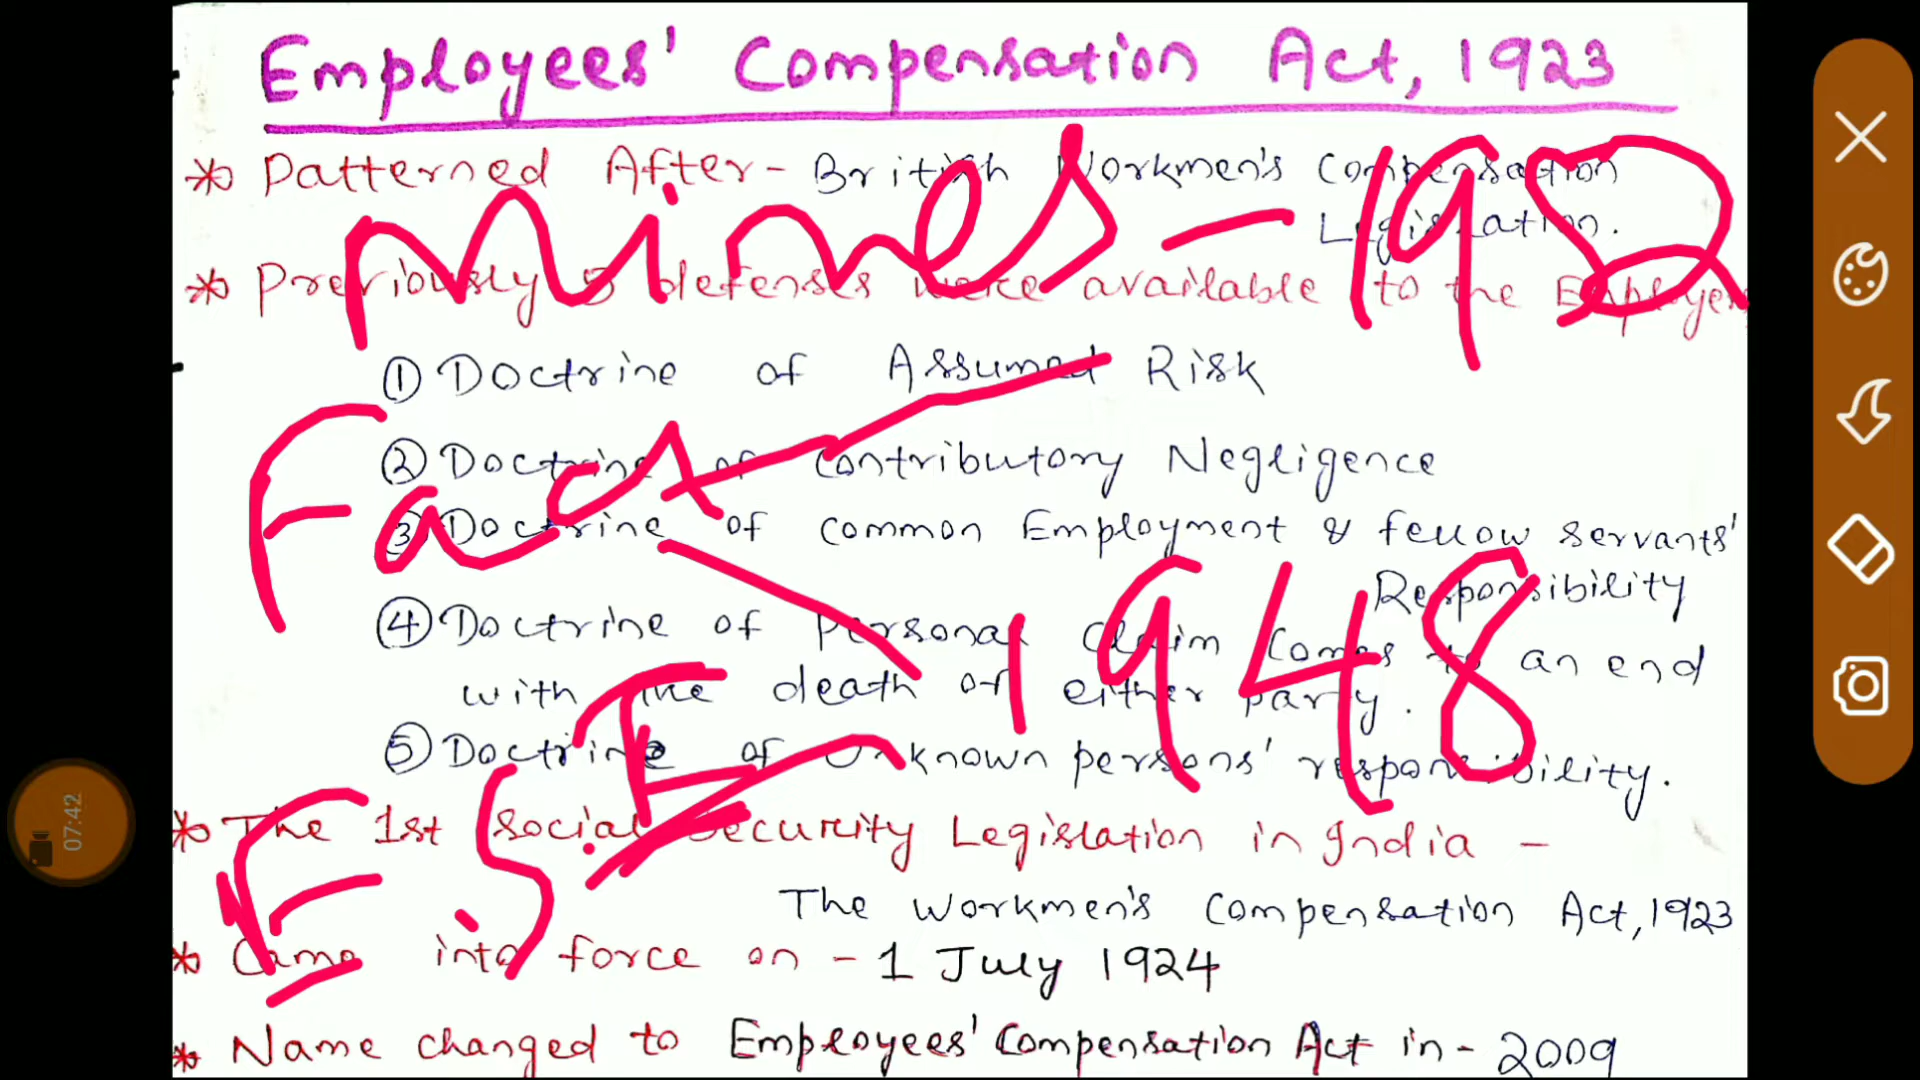 Employees' Compensation Act, 1923
* Patterned After - British Workmen's Compensation
Legislation.
* Previously 5 defenses were available to the Employer
① Doctrine of Assumed Risk
② Doctrine of Contributory Negligence
③ Doctrine of common Employment & fellow servants'
Responsibility
④ Doctrine of Personal Claim Comes to an end
with the death of either party.
⑤ Doctrine of Unknown persons' responsibility.
* The 1st Social Security Legislation in India -
The Workmen's Compensation Act, 1923
* Came into force on - 1 July 1924
* Name changed to Employees' Compensation Act in - 2009
Mines - 1952
Fact
1948
07:42